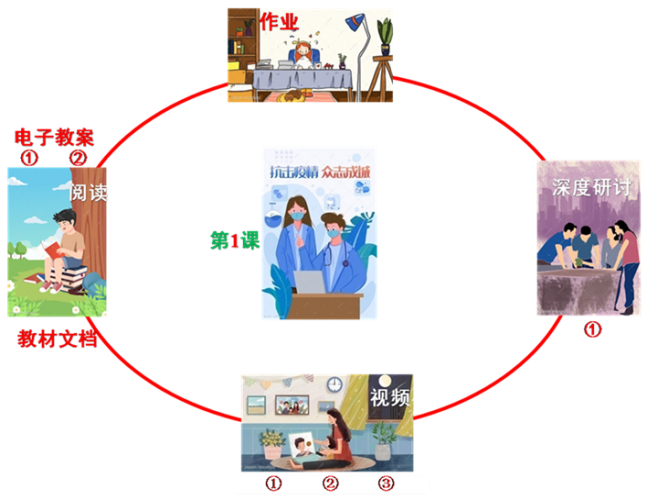 作业
电子教案
① ②
阅读
教材文档
抗击疫情 众志成城
第1课
深度研讨
①
视频
① ② ③